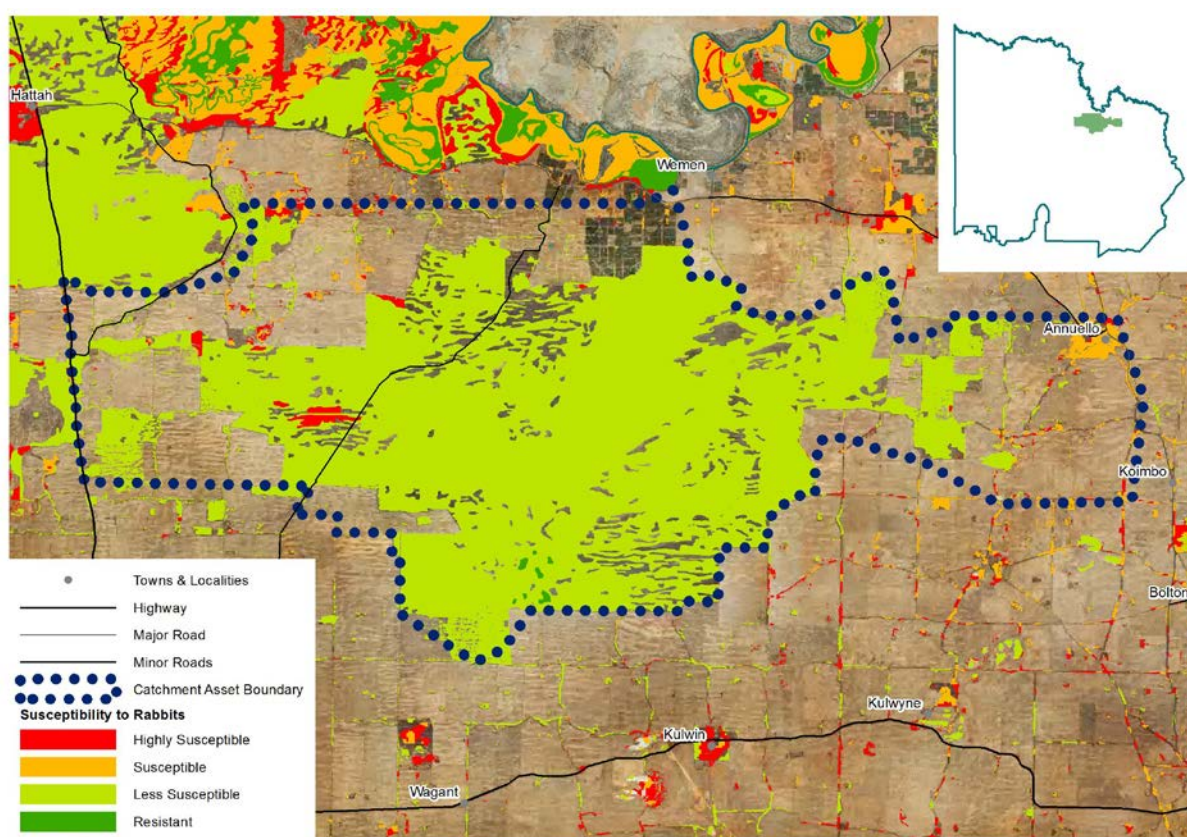 Hattah
Wemen
Annuello
Koimbo
Bolton
Kulwyne
Kulwin
Wagant
Towns & Localities
Highway
Major Road
Minor Roads
Catchment Asset Boundary
Susceptibility to Rabbits
Highly Susceptible
Susceptible
Less Susceptible
Resistant